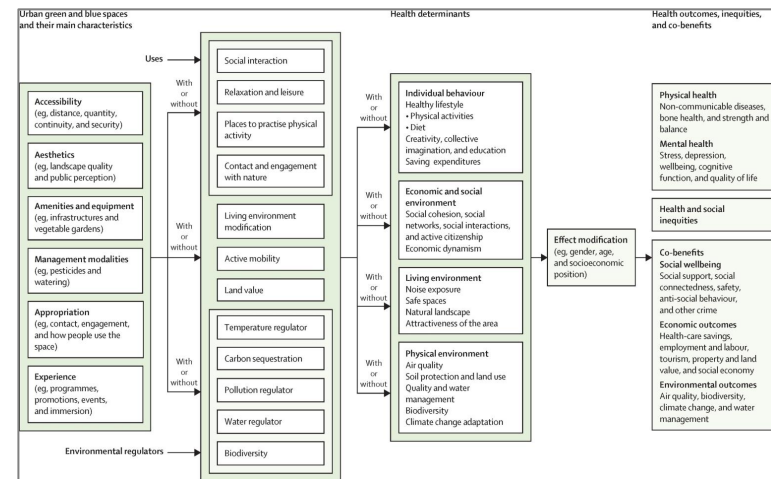 Urban green and blue spaces
and their main characteristics
Accessibility
(eg, distance, quantity,
continuity, and security)
Aesthetics
(eg, landscape quality
and public perception)
Amenities and equipment
(eg, infrastructures and
vegetable gardens)
Management modalities
(eg, pesticides and
watering)
Appropriation
(eg, contact, engagement,
and how people use the
space)
Experience
(eg, programmes,
promotions, events,
and immersion)
With
or
without
With
or
without
With
or
without
Uses
Social interaction
Relaxation and leisure
Places to practise physical
activity
Contact and engagement
with nature
Living environment
modification
Active mobility
Land value
Temperature regulator
Carbon sequestration
Pollution regulator
Water regulator
Environmental regulators
Biodiversity
With
or
without
With
or
without
With
or
without
With
or
without
Health determinants
Individual behaviour
Healthy lifestyle
• Physical activities
• Diet
Creativity, collective
imagination, and education
Saving expenditures
Economic and social
environment
Social cohesion, social
networks, social interactions,
and active citizenship
Economic dynamism
Living environment
Noise exposure
Safe spaces
Natural landscape
Attractiveness of the area
Physical environment
Air quality
Soil protection and land use
Quality and water
management
Biodiversity
Climate change adaptation
Effect modification
(eg, gender, age,
and socioeconomic
position)
Health outcomes, inequities,
and co-benefits
Physical health
Non-communicable diseases,
bone health, and strength and
balance
Mental health
Stress, depression,
wellbeing, cognitive
function, and quality of life
Health and social
inequities
Co-benefits
Social wellbeing
Social support, social
connectedness, safety,
anti-social behaviour,
and other crime
Economic outcomes
Health-care savings,
employment and labour,
tourism, property and land
value, and social economy
Environmental outcomes
Air quality, biodiversity,
climate change, and water
management